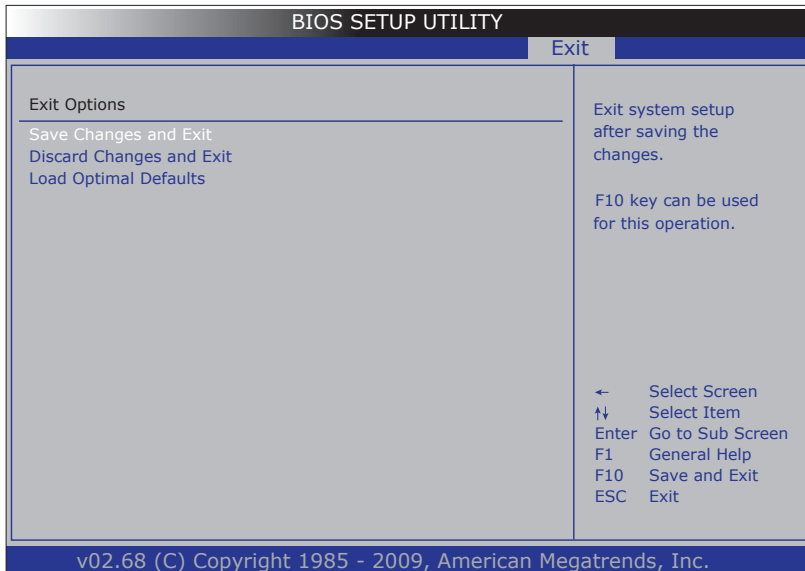 BIOS SETUP UTILITY
Exit
Exit Options
Save Changes and Exit
Discard Changes and Exit
Load Optimal Defaults
Exit system setup
after saving the
changes.
F10 key can be used
for this operation.
← Select Screen
↑↓ Select Item
Enter Go to Sub Screen
F1 General Help
F10 Save and Exit
ESC Exit
v02.68 (C) Copyright 1985 - 2009, American Megatrends, Inc.